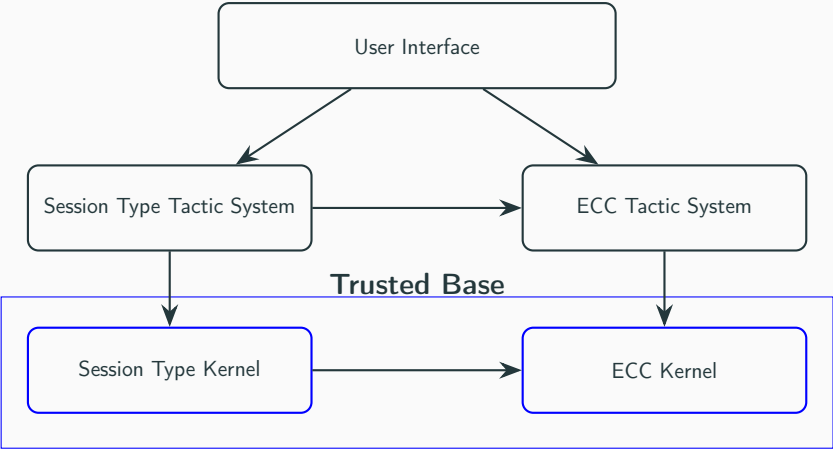 User Interface
Session Type Tactic System
ECC Tactic System
Trusted Base
Session Type Kernel
ECC Kernel